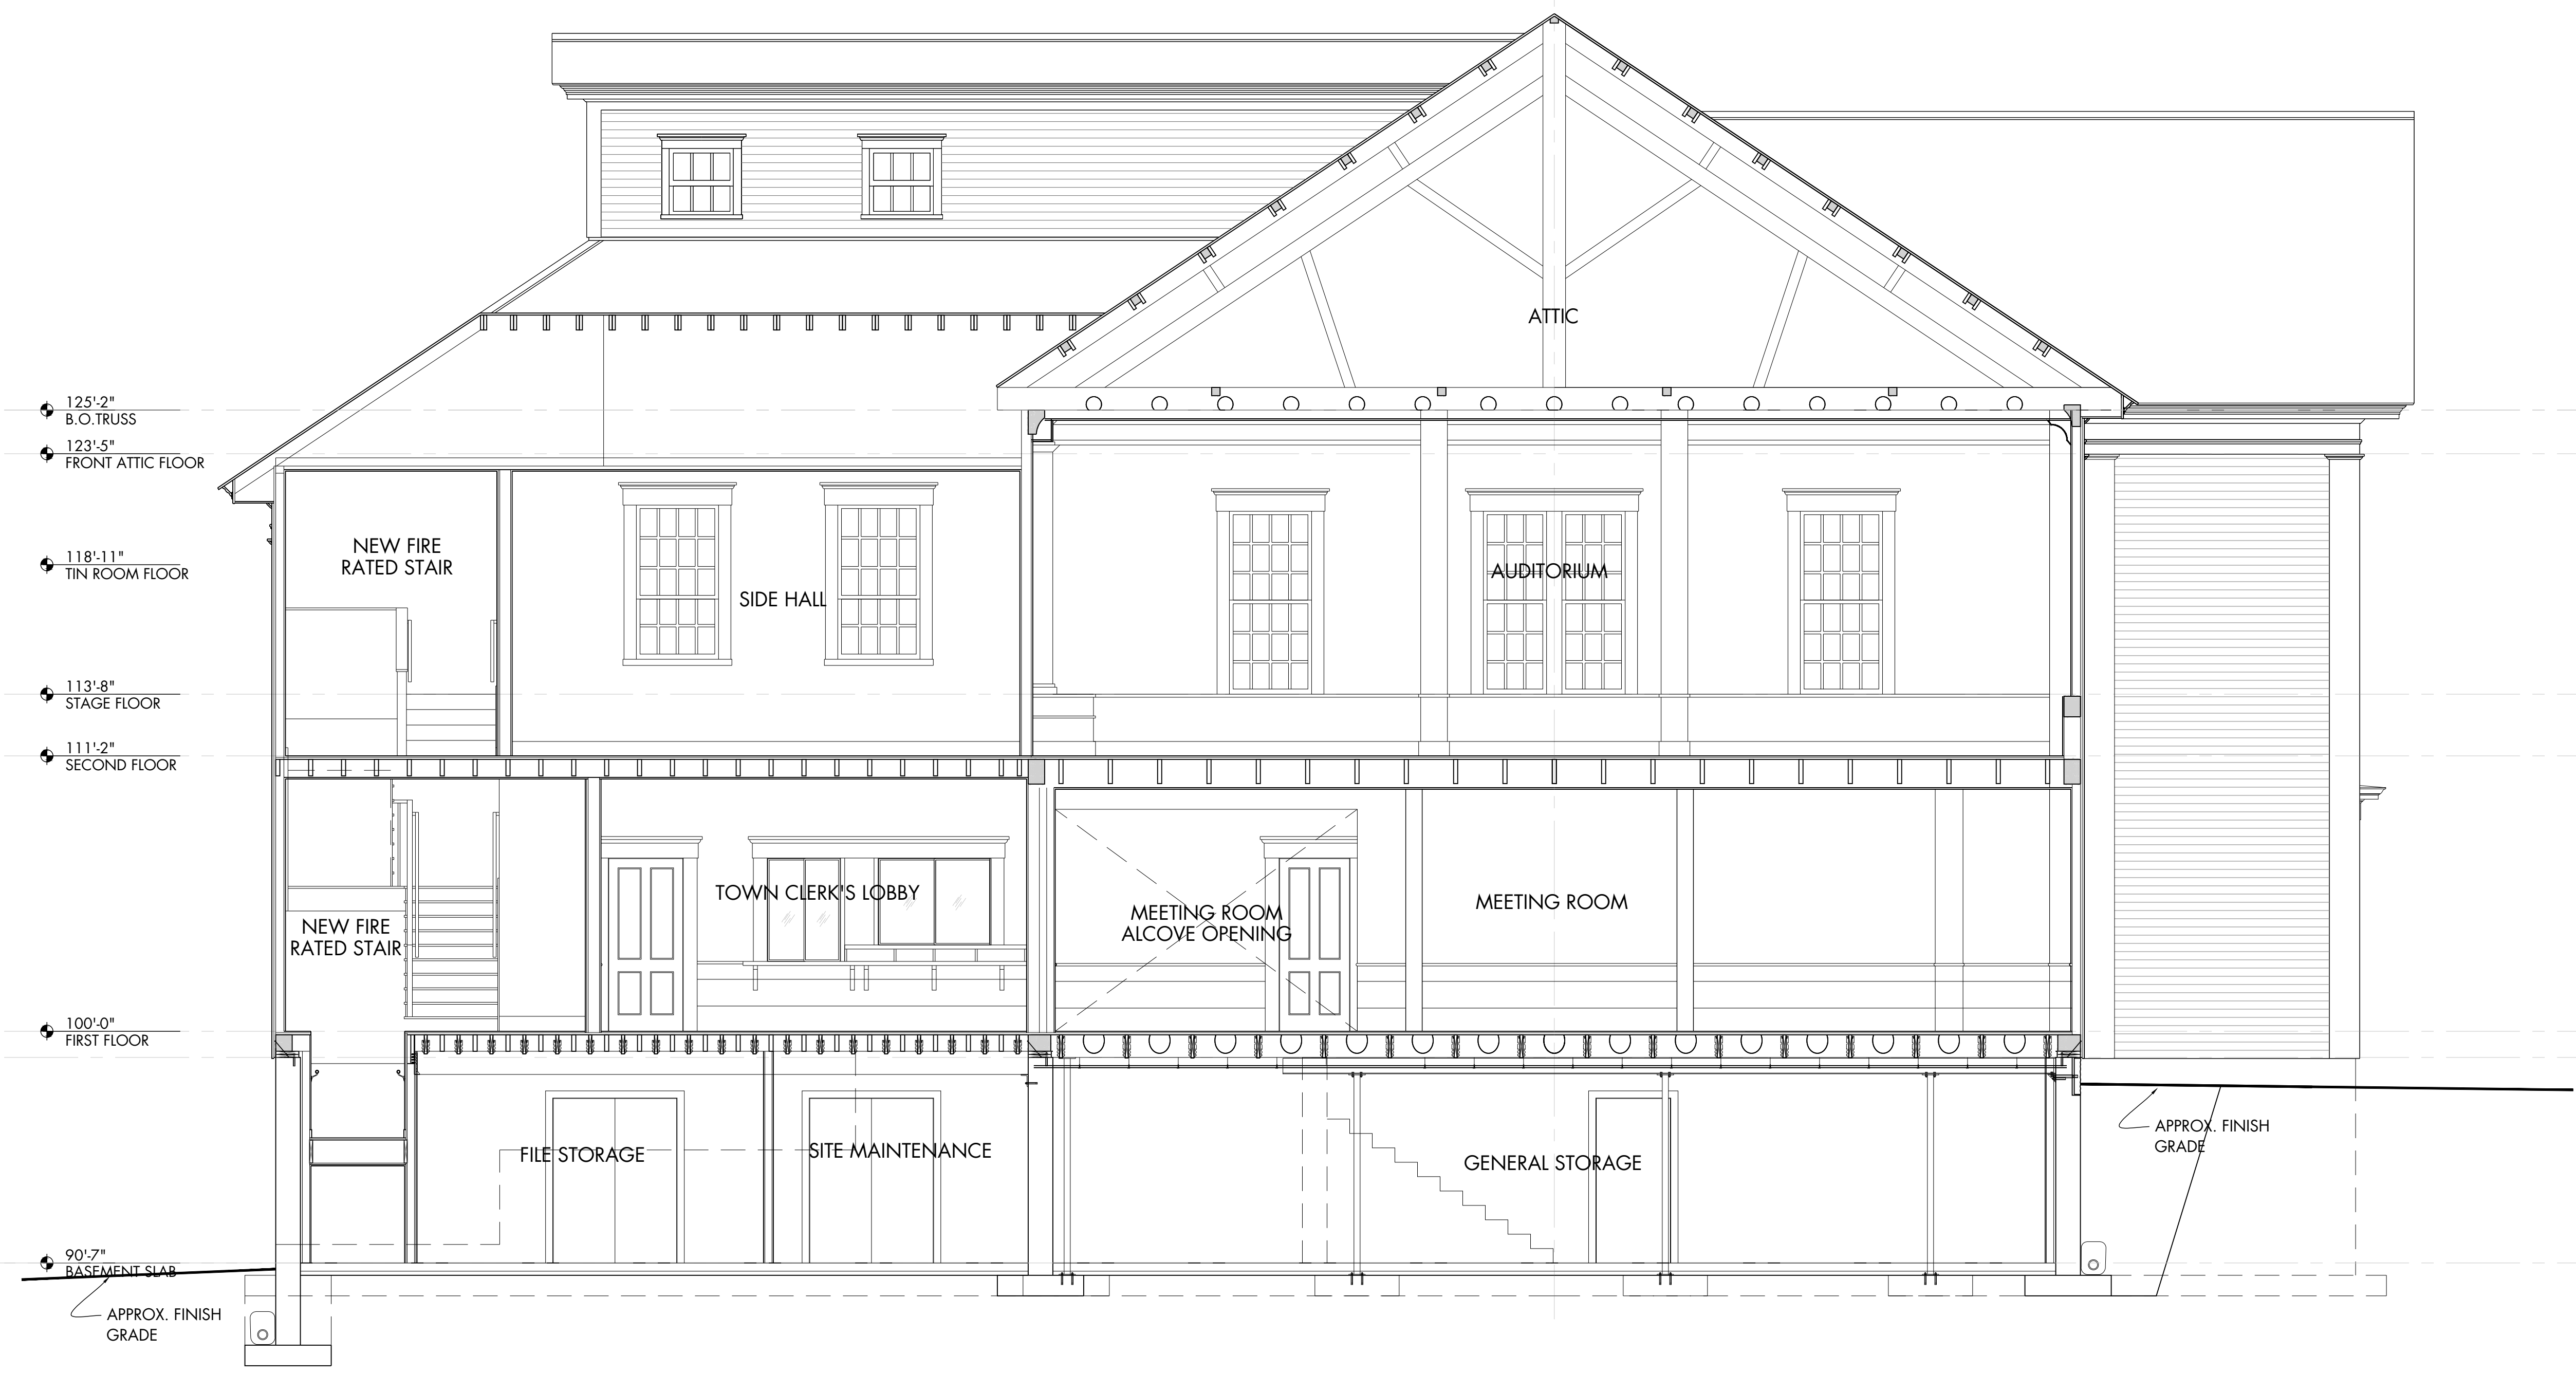 ATTIC
125'-2"
B.O.TRUSS
123'-5"
FRONT ATTIC FLOOR
118'-11"
TIN ROOM FLOOR
NEW FIRE
RATED STAIR
SIDE HALL
AUDITORIUM
113'-8"
STAGE FLOOR
111'-2"
SECOND FLOOR
TOWN CLERK'S LOBBY
NEW FIRE
RATED STAIR
MEETING ROOM
ALCOVE OPENING
MEETING ROOM
100'-0"
FIRST FLOOR
FILE STORAGE
SITE MAINTENANCE
GENERAL STORAGE
APPROX. FINISH
GRADE
90'-7"
BASEMENT SLAB
APPROX. FINISH
GRADE